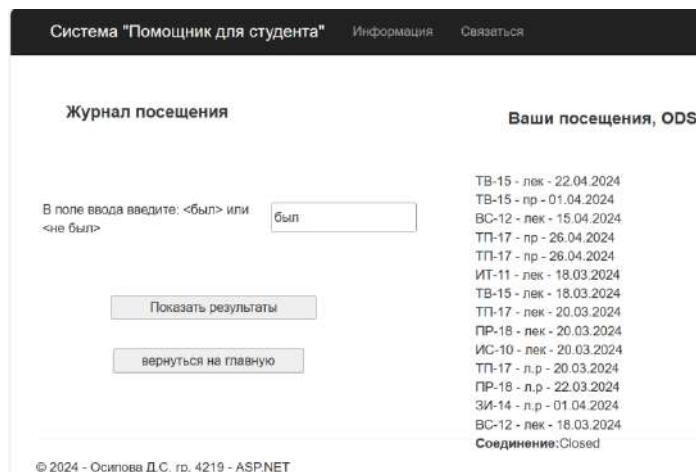 Система "Помощник для студента" Информация Связаться
Журнал посещения
Ваши посещения, ODS
В поле ввода введите: <был> или
<не был>
был
Показать результаты
вернуться на главную
ТВ-15 - лек - 22.04.2024
ТВ-15 - пр - 01.04.2024
ВС-12 - лек - 15.04.2024
ТП-17 - пр - 26.04.2024
ТП-17 - пр - 26.04.2024
ИТ-11 - лек - 18.03.2024
ТВ-15 - лек - 18.03.2024
ТП-17 - лек - 20.03.2024
ПР-18 - лек - 20.03.2024
ИС-10 - лек - 20.03.2024
ТП-17 - л.р - 20.03.2024
ПР-18 - л.р - 22.03.2024
ЗИ-14 - л.р - 01.04.2024
ВС-12 - лек - 18.03.2024
Соединение:Closed
© 2024 - Осипова Д.С. гр. 4219 - ASP.NET